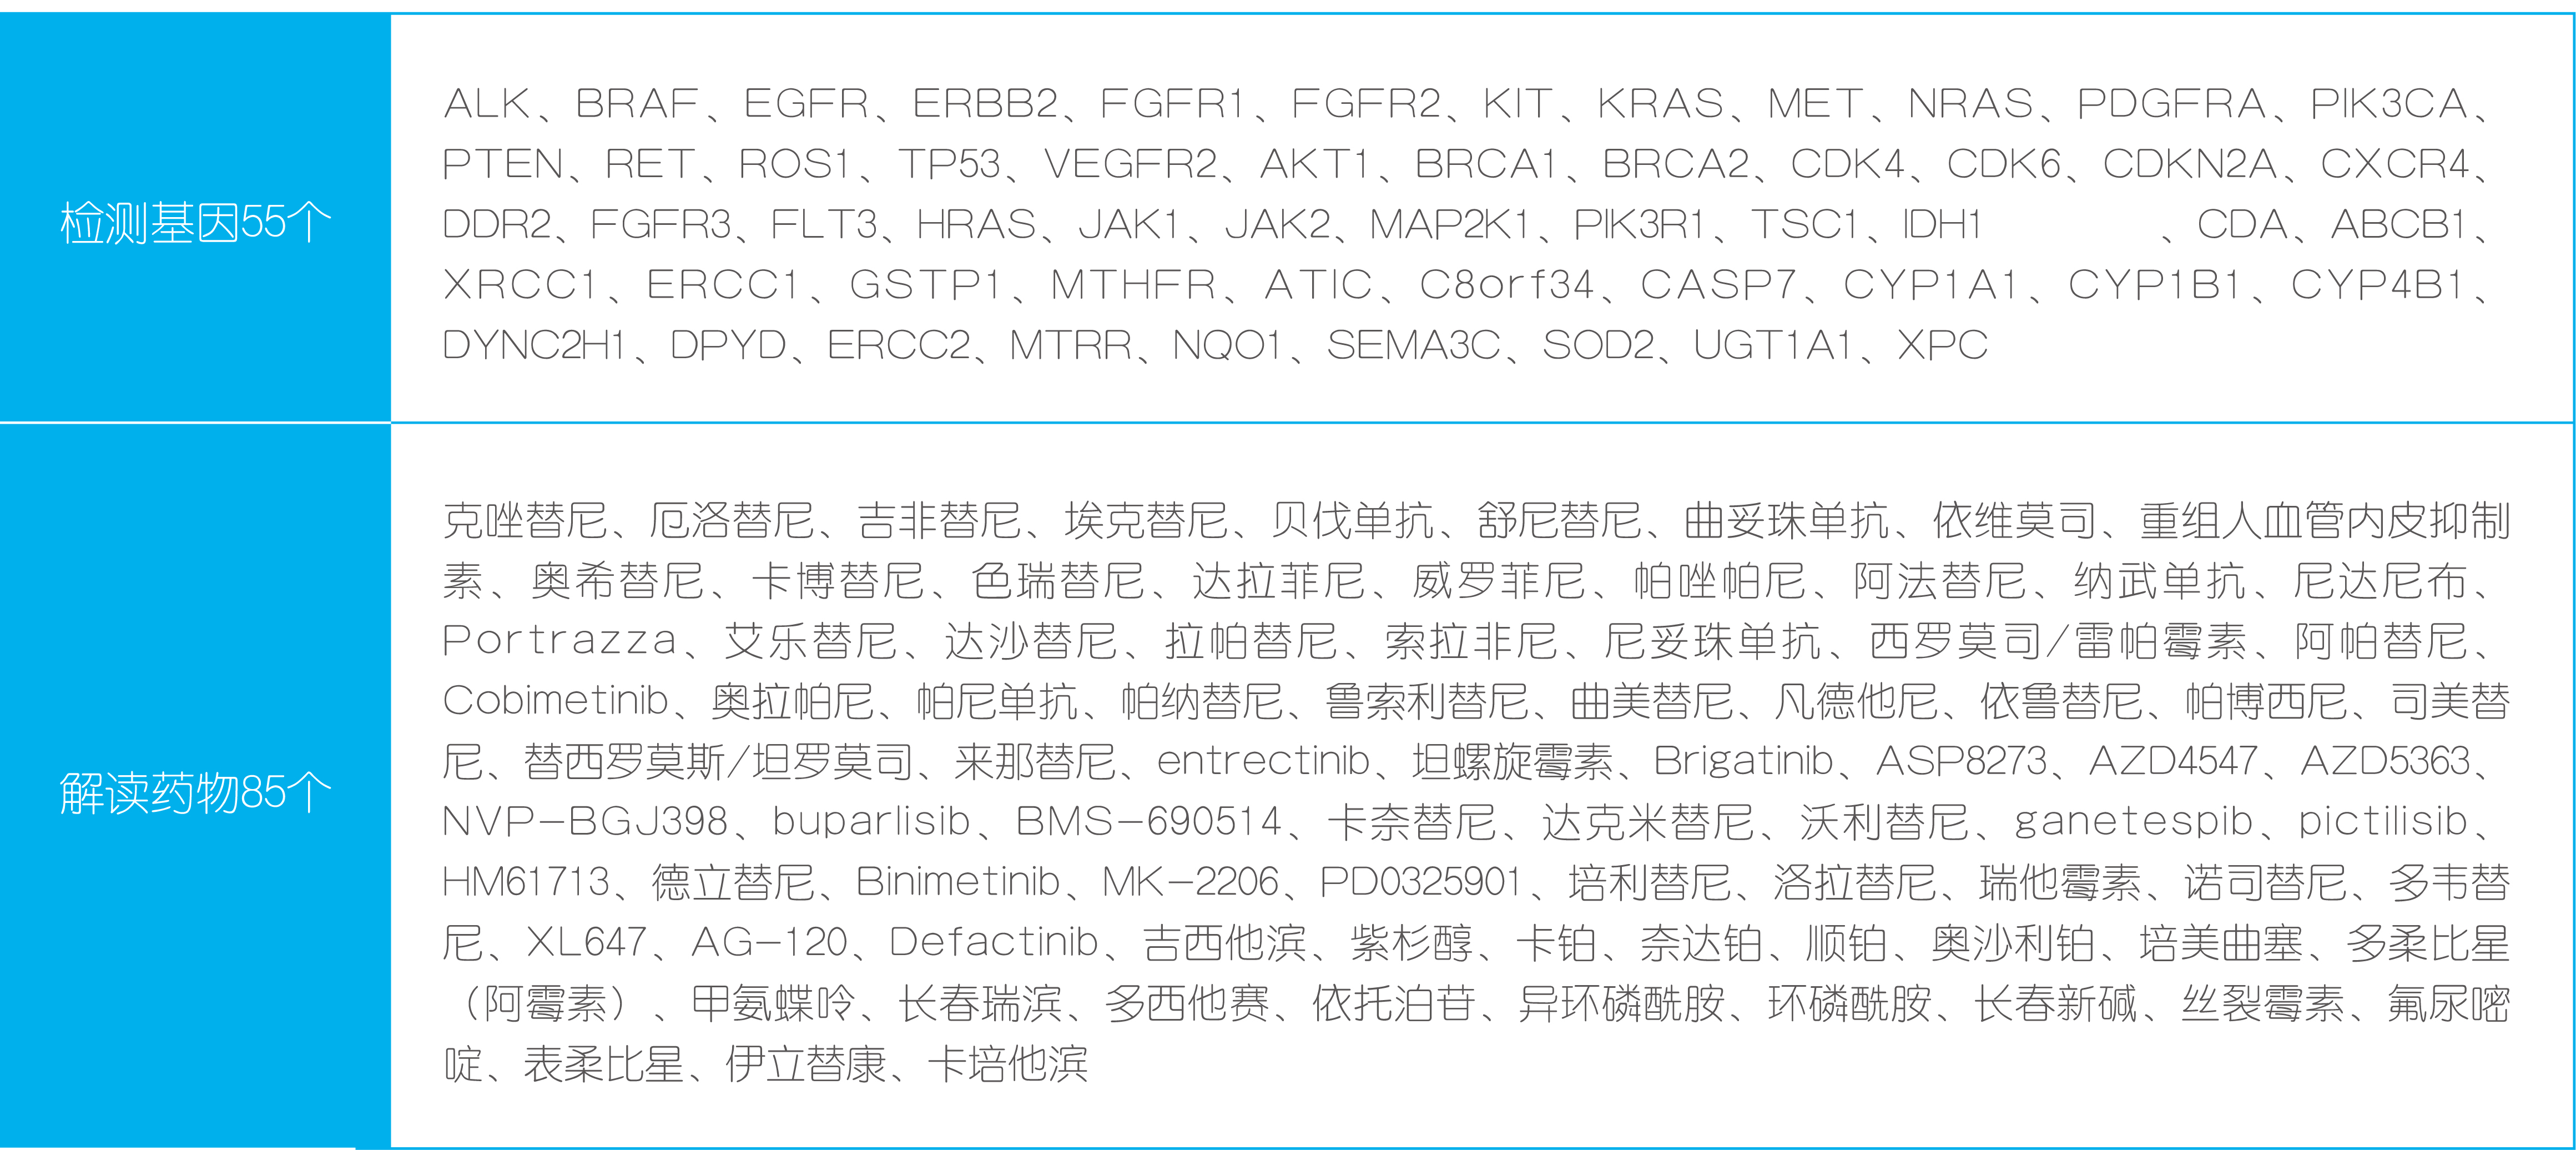 检测基因55个
ALK、BRAF、EGFR、ERBB2、FGFR1、FGFR2、KIT、KRAS、MET、NRAS、PDGFRA、PIK3CA、
PTEN、RET、ROS1、TP53、VEGFR2、AKT1、BRCA1、BRCA2、CDK4、CDK6、CDKN2A、CXCR4、
DDR2、FGFR3、FLT3、HRAS、JAK1、JAK2、MAP2K1、PIK3R1、TSC1、IDH1 、CDA、ABCB1、
XRCC1、ERCC1、GSTP1、MTHFR、ATIC、C8orf34、CASP7、CYP1A1、CYP1B1、CYP4B1、
DYNC2H1、DPYD、ERCC2、MTRR、NQO1、SEMA3C、SOD2、UGT1A1、XPC
解读药物85个
克唑替尼、厄洛替尼、吉非替尼、埃克替尼、贝伐单抗、舒尼替尼、曲妥珠单抗、依维莫司、重组人血管内皮抑制
素、奥希替尼、卡博替尼、色瑞替尼、达拉菲尼、威罗菲尼、帕唑帕尼、阿法替尼、纳武单抗、尼达尼布、
Portrazza、艾乐替尼、达沙替尼、拉帕替尼、索拉非尼、尼妥珠单抗、西罗莫司/雷帕霉素、阿帕替尼、
Cobimetinib、奥拉帕尼、帕尼单抗、帕纳替尼、鲁索利替尼、曲美替尼、凡德他尼、依鲁替尼、帕博西尼、司美替
尼、替西罗莫斯/坦罗莫司、来那替尼、entrectinib、坦螺旋霉素、Brigatinib、ASP8273、AZD4547、AZD5363、
NVP-BGJ398、buparlisib、BMS-690514、卡奈替尼、达克米替尼、沃利替尼、ganetespib、pictilisib、
HM61713、德立替尼、Binimetinib、MK-2206、PD0325901、培利替尼、洛拉替尼、瑞他霉素、诺司替尼、多韦替
尼、XL647、AG-120、Defactinib、吉西他滨、紫杉醇、卡铂、奈达铂、顺铂、奥沙利铂、培美曲塞、多柔比星
（阿霉素）、甲氨蝶呤、长春瑞滨、多西他赛、依托泊苷、异环磷酰胺、环磷酰胺、长春新碱、丝裂霉素、氟尿嘧
啶、表柔比星、伊立替康、卡培他滨